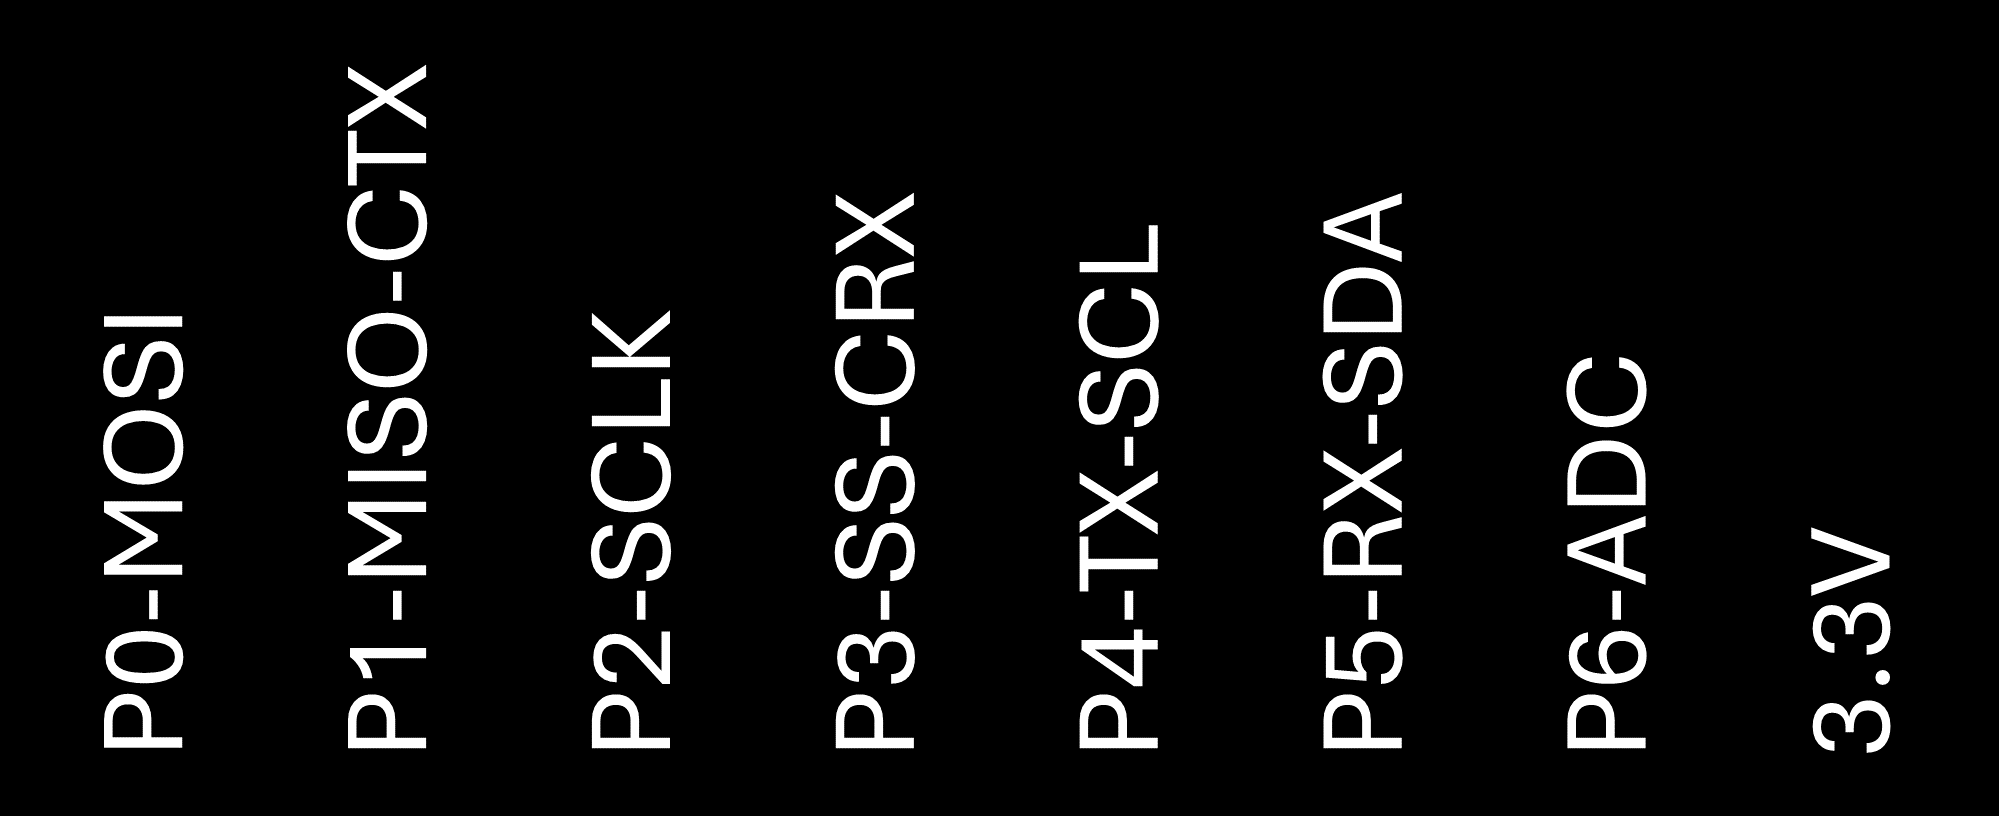 P0-MOSI
P1-MISO-CTX
P2-SCLK
P3-SS-CRX
P4-TX-SCL
P5-RX-SDA
P6-ADC
3.3V